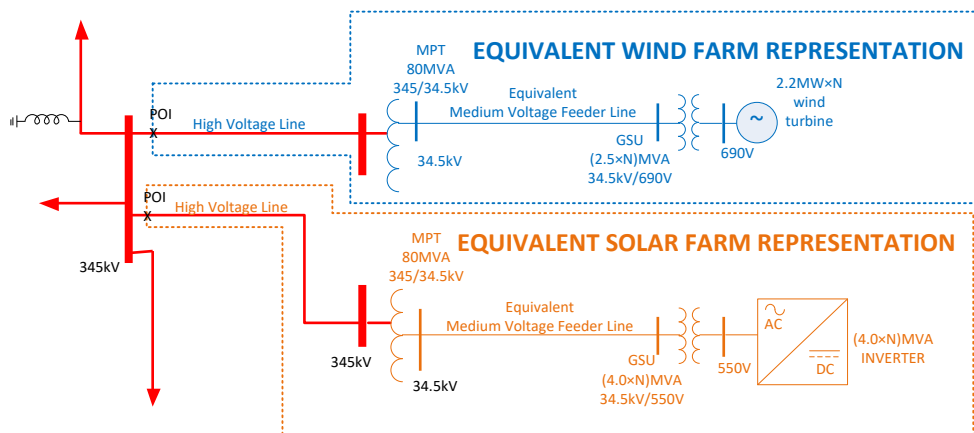 EQUIVALENT WIND FARM REPRESENTATION
MPT
80MVA
345/34.5kV
Equivalent
Medium Voltage Feeder Line
2.2MW×N
wind
turbine
~
POI
X
High Voltage Line
34.5kV
GSU
(2.5×N)MVA
34.5kV/690V
690V
POI
X
High Voltage Line
345kV
EQUIVALENT SOLAR FARM REPRESENTATION
MPT
80MVA
345/34.5kV
Equivalent
Medium Voltage Feeder Line
AC
DC
(4.0×N)MVA
INVERTER
345kV
34.5kV
GSU
(4.0×N)MVA
34.5kV/550V
550V